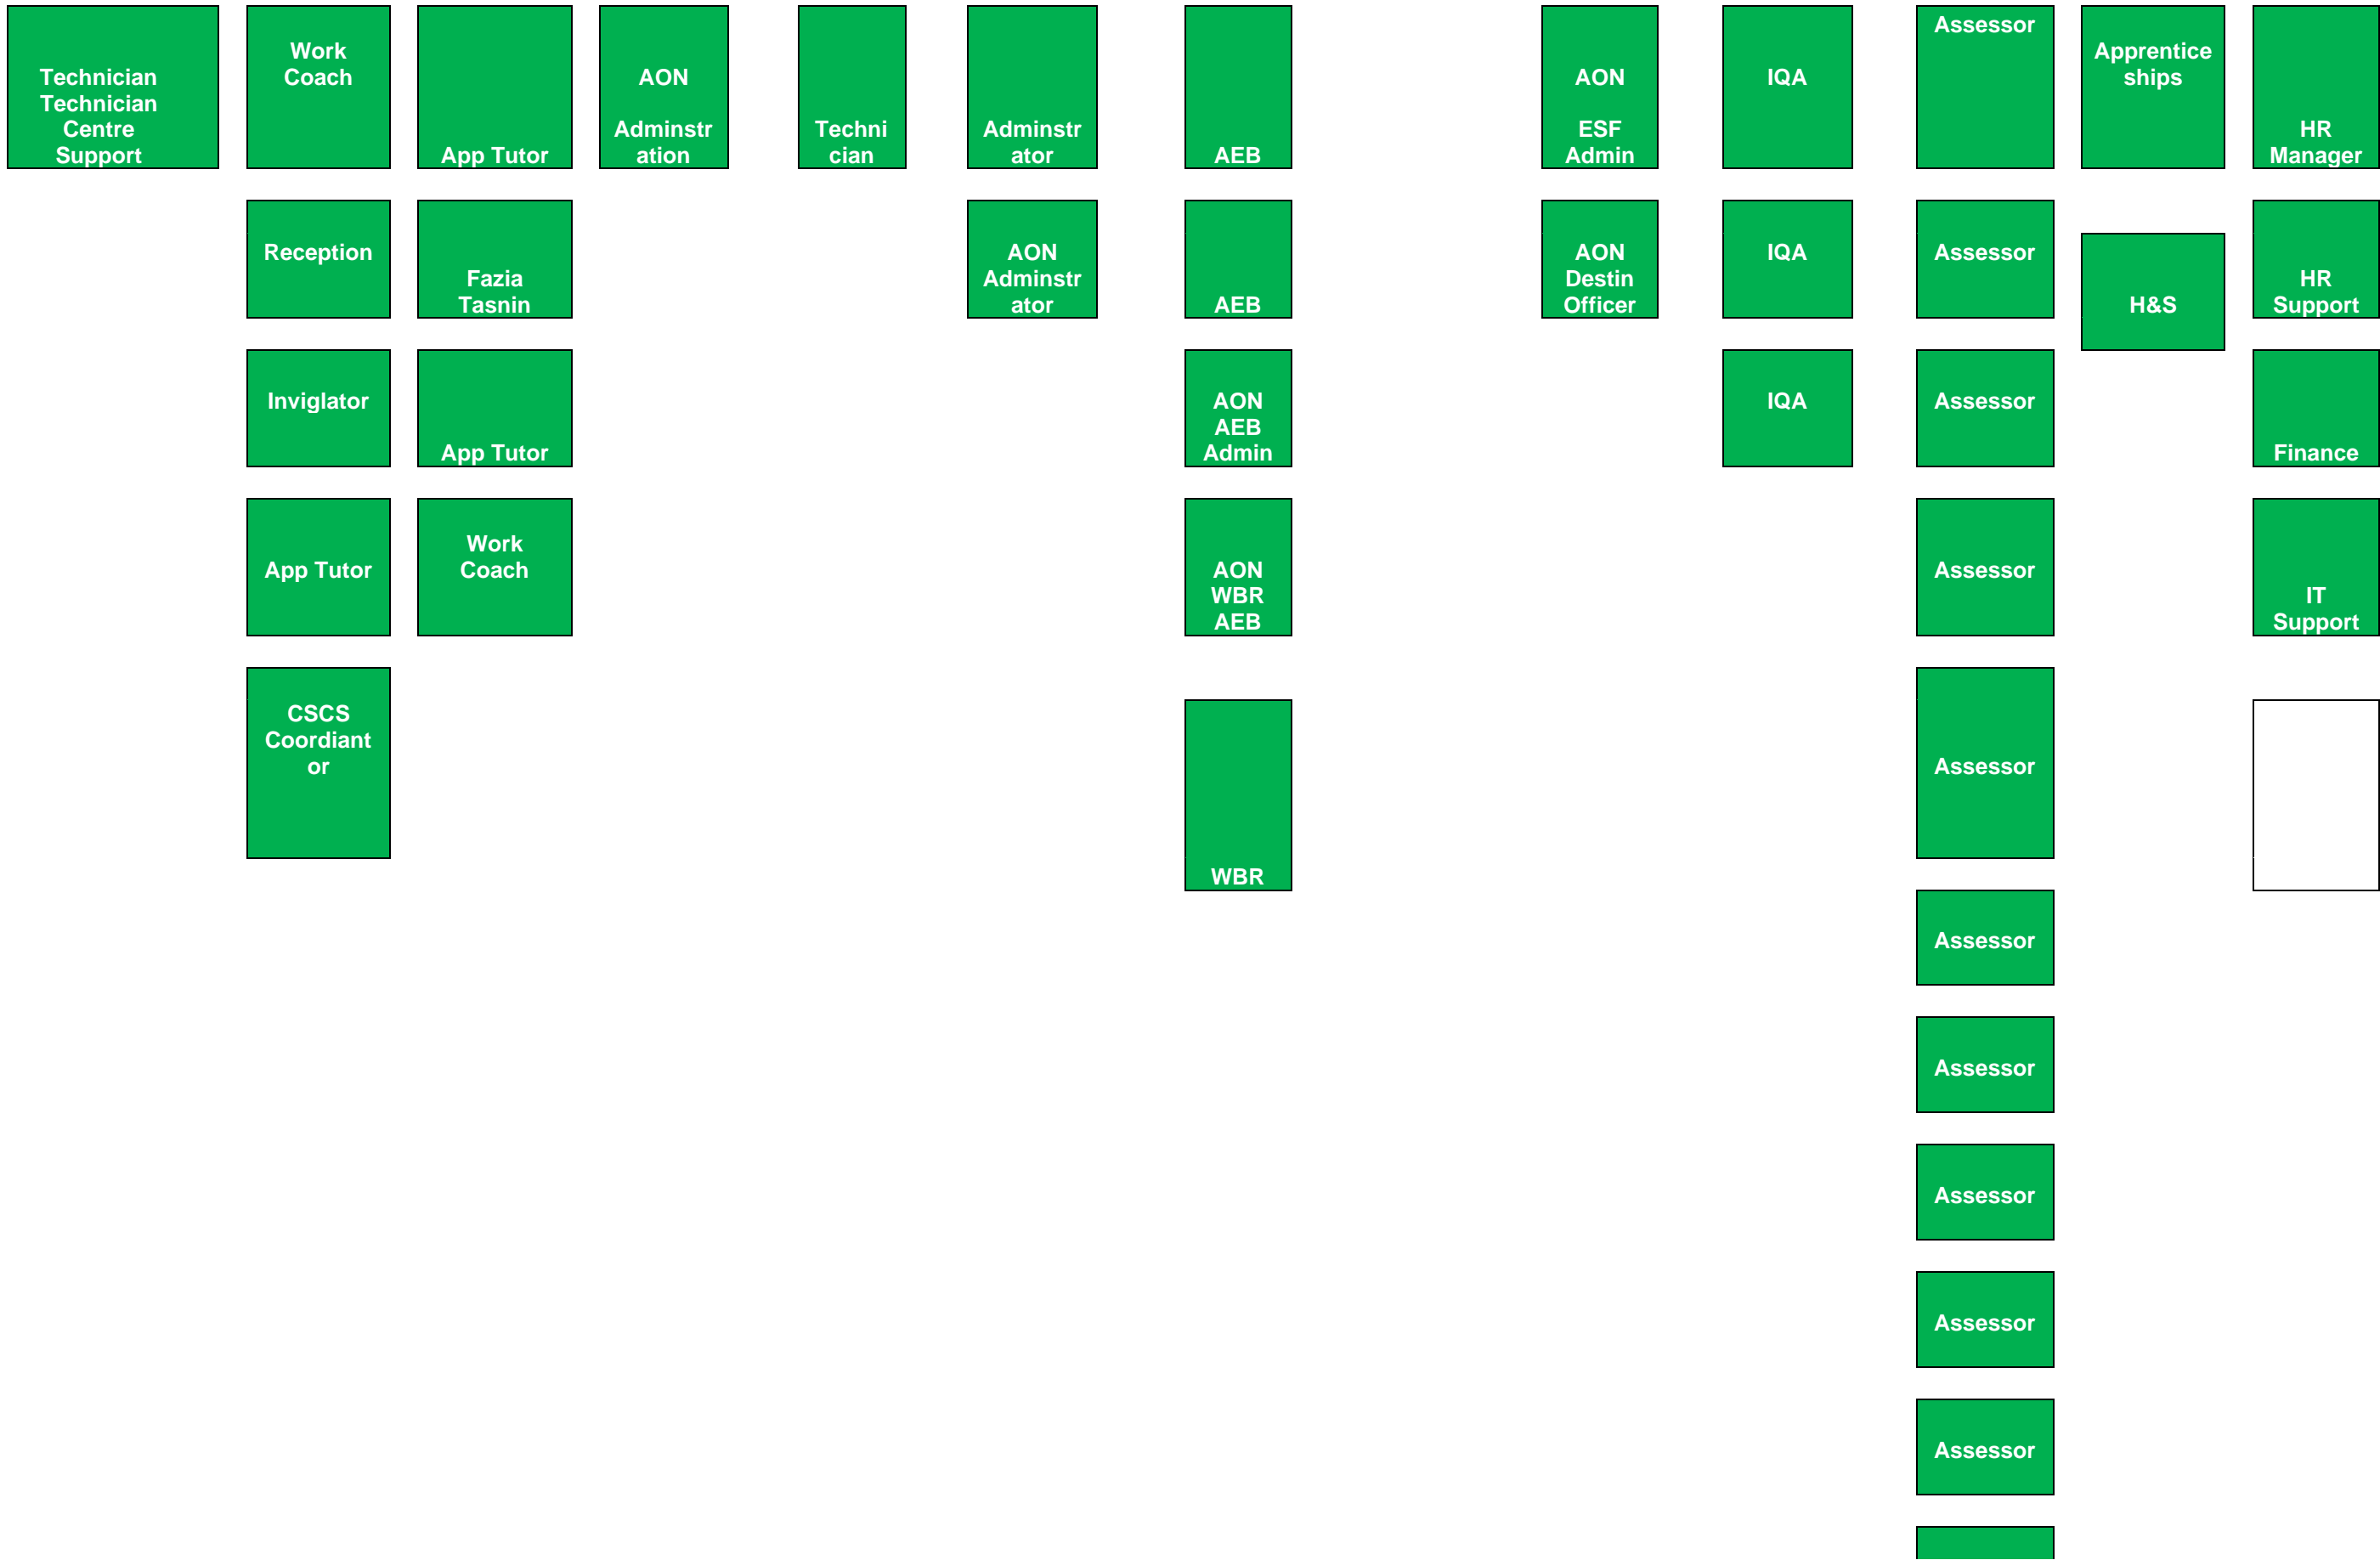 Technician
Technician
Centre
Support
Work
Coach
App Tutor
AON
Adminstr
ation
Techni
cian
Adminstr
ator
AEB
AON
ESF
Admin
IQA
Assessor
Apprentice
ships
HR
Manager
Reception
Fazia
Tasnin
AON
Adminstr
ator
AEB
AON
Destin
Officer
IQA
Assessor
H&S
HR
Support
Inviglator
App Tutor
AON
AEB
Admin
IQA
Assessor
Finance
App Tutor
Work
Coach
AON
WBR
AEB
Assessor
IT
Support
CSCS
Coordiant
or
WBR
Assessor
Assessor
Assessor
Assessor
Assessor
Assessor